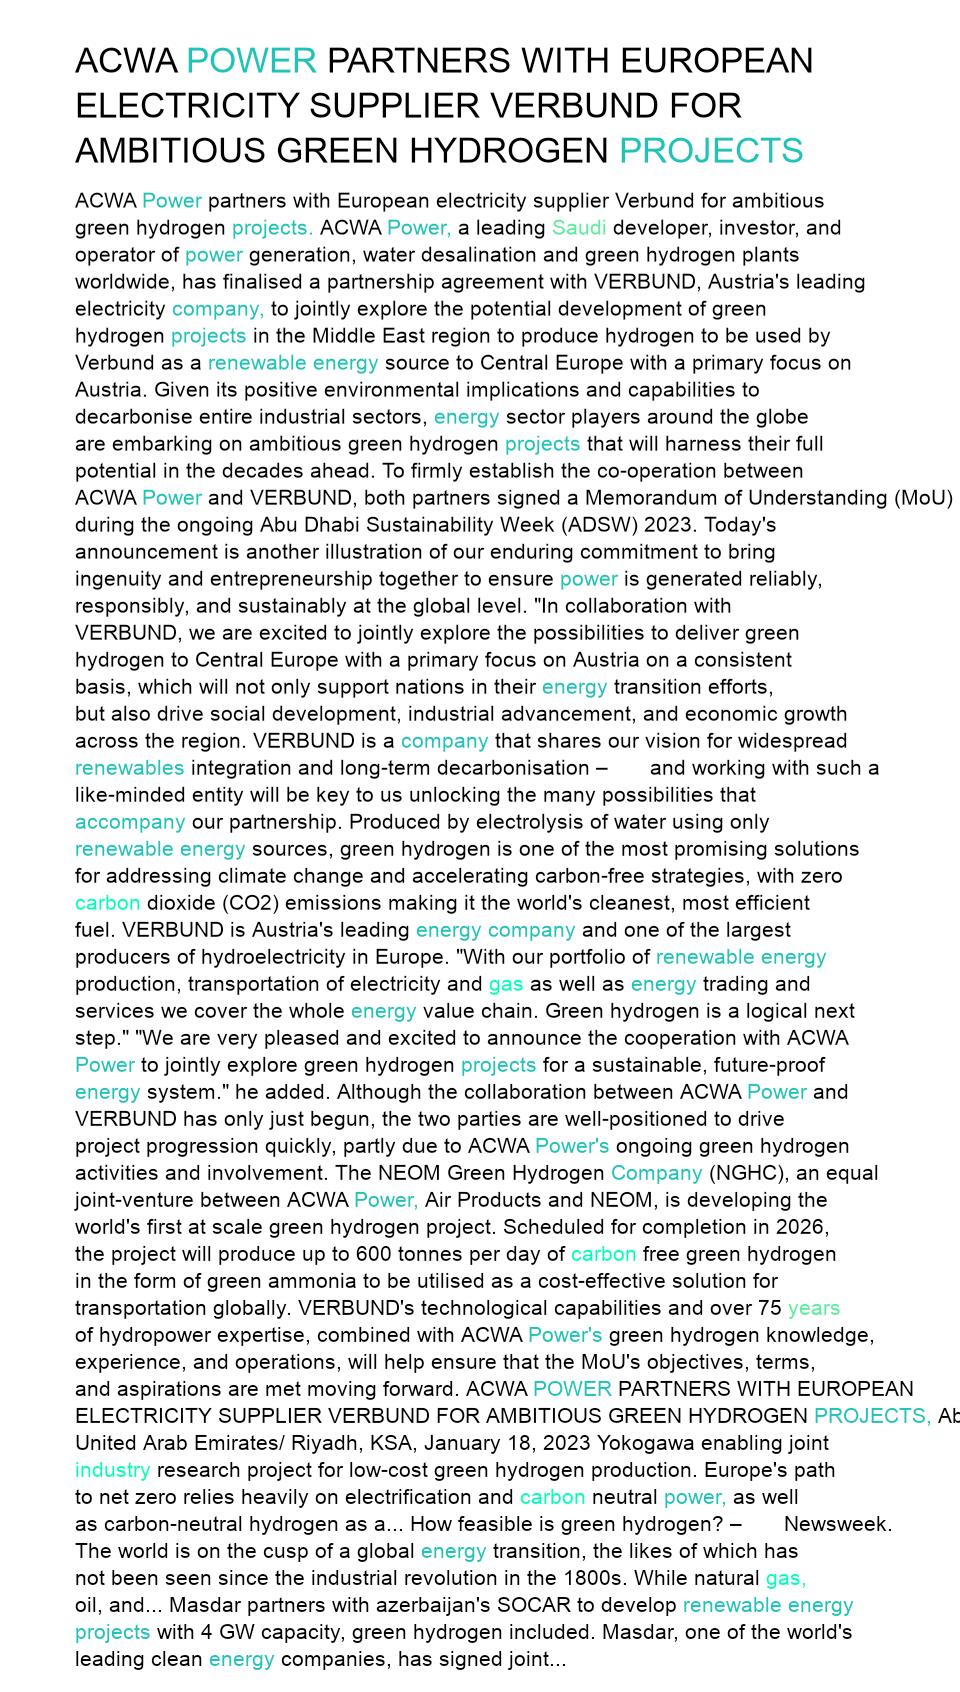 ACWA POWER PARTNERS WITH EUROPEAN
ELECTRICITY SUPPLIER VERBUND FOR
AMBITIOUS GREEN HYDROGEN PROJECTS
ACWA Power partners with European electricity supplier Verbund for ambitious
green hydrogen projects. ACWA Power, a leading Saudi developer, investor, and
operator of power generation, water desalination and green hydrogen plants
worldwide, has finalised a partnership agreement with VERBUND, Austria's leading
electricity company, to jointly explore the potential development of green
hydrogen projects in the Middle East region to produce hydrogen to be used by
Verbund as a renewable energy source to Central Europe with a primary focus on
Austria. Given its positive environmental implications and capabilities to
decarbonise entire industrial sectors, energy sector players around the globe
are embarking on ambitious green hydrogen projects that will harness their full
potential in the decades ahead. To firmly establish the co-operation between
ACWA Power and VERBUND, both partners signed a Memorandum of Understanding (MoU)
during the ongoing Abu Dhabi Sustainability Week (ADSW) 2023. Today's
announcement is another illustration of our enduring commitment to bring
ingenuity and entrepreneurship together to ensure power is generated reliably,
responsibly, and sustainably at the global level. "In collaboration with
VERBUND, we are excited to jointly explore the possibilities to deliver green
hydrogen to Central Europe with a primary focus on Austria on a consistent
basis, which will not only support nations in their energy transition efforts,
but also drive social development, industrial advancement, and economic growth
across the region. VERBUND is a company that shares our vision for widespread
renewables integration and long-term decarbonisation – and working with such a
like-minded entity will be key to us unlocking the many possibilities that
accompany our partnership. Produced by electrolysis of water using only
renewable energy sources, green hydrogen is one of the most promising solutions
for addressing climate change and accelerating carbon-free strategies, with zero
carbon dioxide (CO2) emissions making it the world's cleanest, most efficient
fuel. VERBUND is Austria's leading energy company and one of the largest
producers of hydroelectricity in Europe. "With our portfolio of renewable energy
production, transportation of electricity and gas as well as energy trading and
services we cover the whole energy value chain. Green hydrogen is a logical next
step." "We are very pleased and excited to announce the cooperation with ACWA
Power to jointly explore green hydrogen projects for a sustainable, future-proof
energy system." he added. Although the collaboration between ACWA Power and
VERBUND has only just begun, the two parties are well-positioned to drive
project progression quickly, partly due to ACWA Power's ongoing green hydrogen
activities and involvement. The NEOM Green Hydrogen Company (NGHC), an equal
joint-venture between ACWA Power, Air Products and NEOM, is developing the
world's first at scale green hydrogen project. Scheduled for completion in 2026,
the project will produce up to 600 tonnes per day of carbon free green hydrogen
in the form of green ammonia to be utilised as a cost-effective solution for
transportation globally. VERBUND's technological capabilities and over 75 years
of hydropower expertise, combined with ACWA Power's green hydrogen knowledge,
experience, and operations, will help ensure that the MoU's objectives, terms,
and aspirations are met moving forward. ACWA POWER PARTNERS WITH EUROPEAN
ELECTRICITY SUPPLIER VERBUND FOR AMBITIOUS GREEN HYDROGEN PROJECTS, Ab
United Arab Emirates/ Riyadh, KSA, January 18, 2023 Yokogawa enabling joint
industry research project for low-cost green hydrogen production. Europe's path
to net zero relies heavily on electrification and carbon neutral power, as well
as carbon-neutral hydrogen as a... How feasible is green hydrogen? – Newsweek.
The world is on the cusp of a global energy transition, the likes of which has
not been seen since the industrial revolution in the 1800s. While natural gas,
oil, and... Masdar partners with azerbaijan's SOCAR to develop renewable energy
projects with 4 GW capacity, green hydrogen included. Masdar, one of the world's
leading clean energy companies, has signed joint...